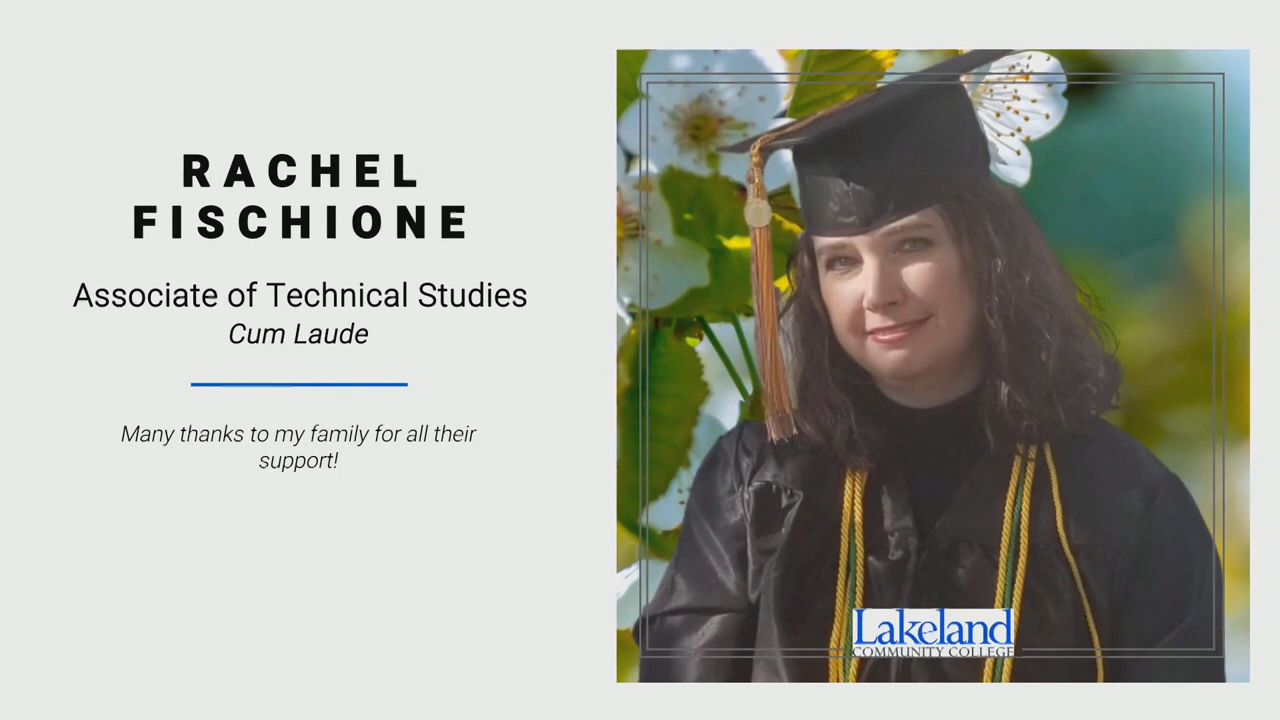 RACHEL
FISCHIONE
Associate of Technical Studies
Cum Laude
Many thanks to my family for all their
support!
Lakeland
COMMUNITY COLLEGE